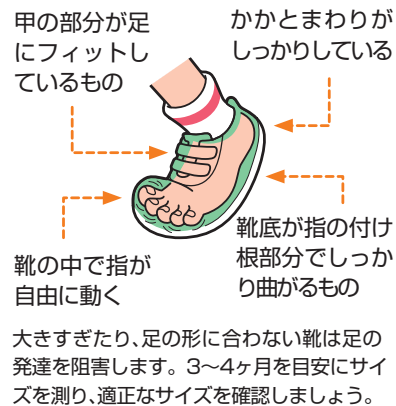 甲の部分が足
にフィットし
ているもの
かかとまわりが
しっかりしている
靴の中で指が
自由に動く
靴底が指の付け
根部分でしっか
り曲がるもの
大きすぎたり、足の形に合わない靴は足の
発達を阻害します。3〜4ヶ月を目安にサイ
ズを測り、適正なサイズを確認しましょう。